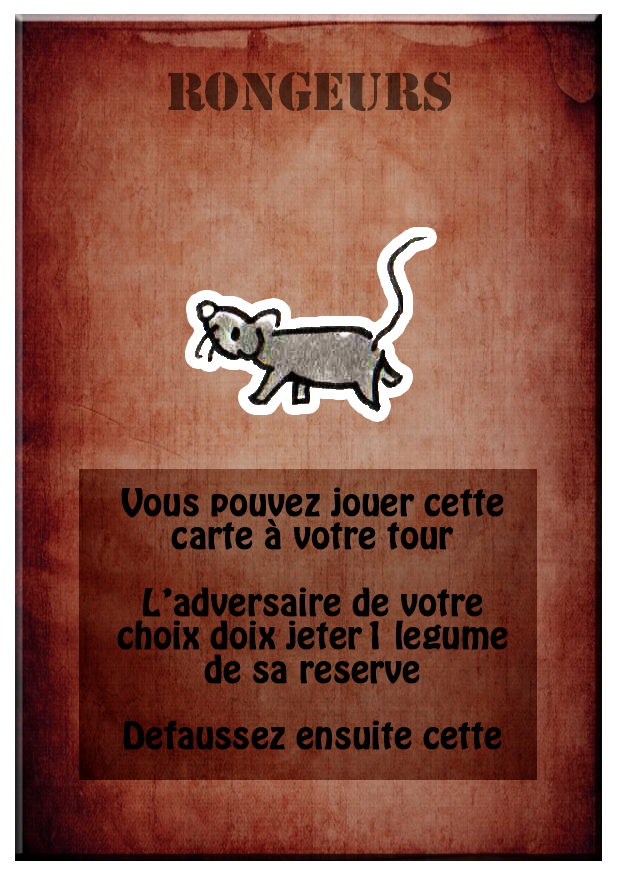 RONGEURS
Vous pouvez jouer cette
carte à votre tour
L'adversaire de votre
choix doix jeter 1 legume
de sa reserve
Defaussez ensuite cette